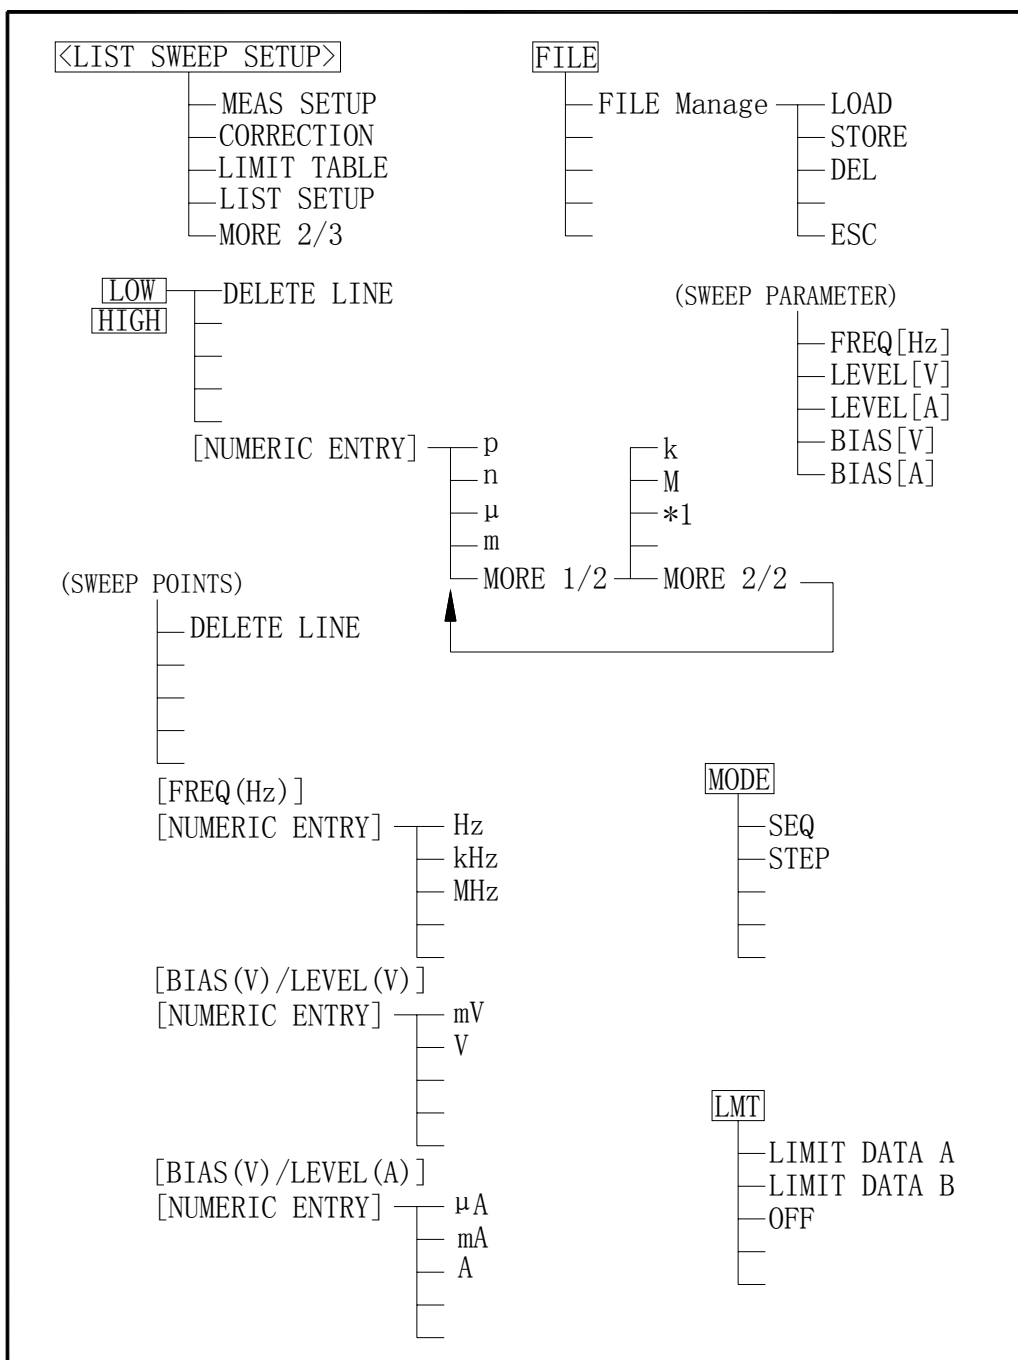 <LIST SWEEP SETUP>
MEAS SETUP
CORRECTION
LIMIT TABLE
LIST SETUP
MORE 2/3
FILE
FILE Manage
LOAD
STORE
DEL
ESC
LOW
HIGH
DELETE LINE
(SWEEP PARAMETER)
FREQ[Hz]
LEVEL[V]
LEVEL[A]
BIAS[V]
BIAS[A]
[NUMERIC ENTRY]
p
n
μ
m
MORE 1/2
k
M
*1
MORE 2/2
(SWEEP POINTS)
DELETE LINE
[FREQ(Hz)]
[NUMERIC ENTRY]
Hz
kHz
MHz
MODE
SEQ
STEP
[BIAS(V)/LEVEL(V)]
[NUMERIC ENTRY]
mV
V
[BIAS(V)/LEVEL(A)]
[NUMERIC ENTRY]
μA
mA
A
LMT
LIMIT DATA A
LIMIT DATA B
OFF